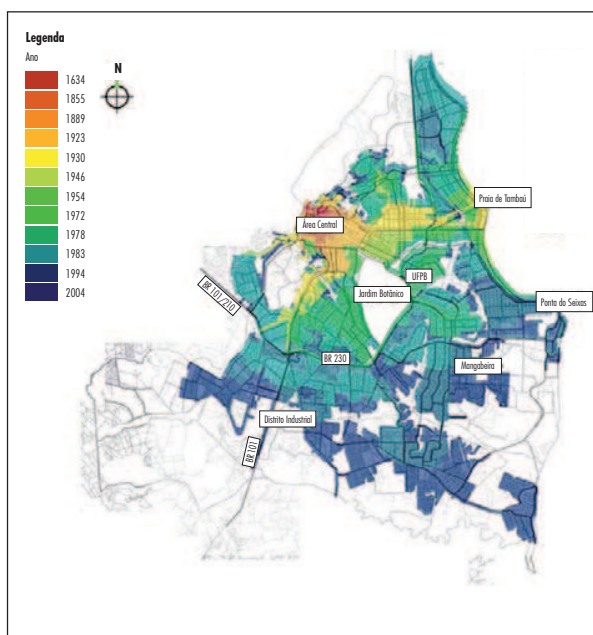 Legenda
Ano
N
1634
1855
1889
1923
1930
1946
1954
1972
1978
1983
1994
2004
Praia de Tambaú
Área Central
UFPB
Jardim Botânico
BR 101/210
Ponta do Seixas
BR 230
Mangabeira
Distrito Industrial
BR 101